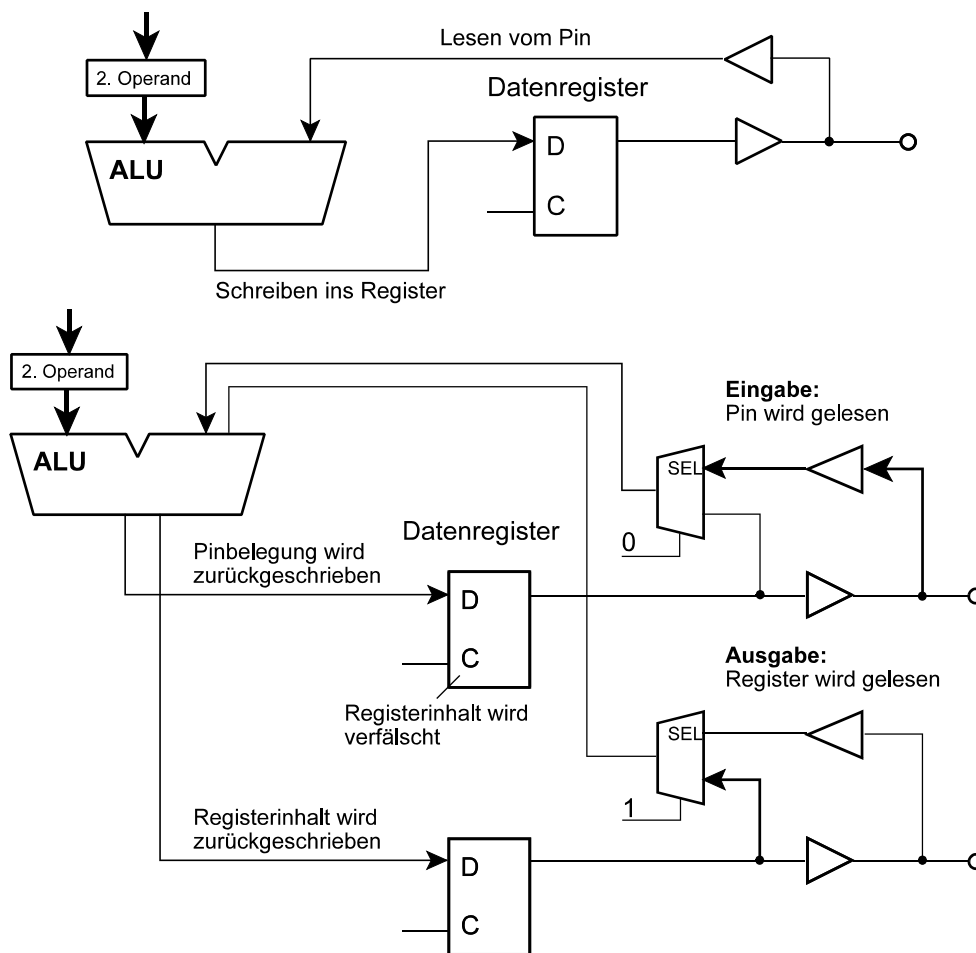 Lesen vom Pin
2. Operand
Datenregister
ALU
D
C
Schreiben ins Register
2. Operand
Eingabe:
Pin wird gelesen
ALU
SEL
Datenregister
0
Pinbelegung wird
zurückgeschrieben
D
C
Ausgabe:
Register wird gelesen
Registerinhalt wird
verfälscht
SEL
1
Registerinhalt wird
zurückgeschrieben
D
C